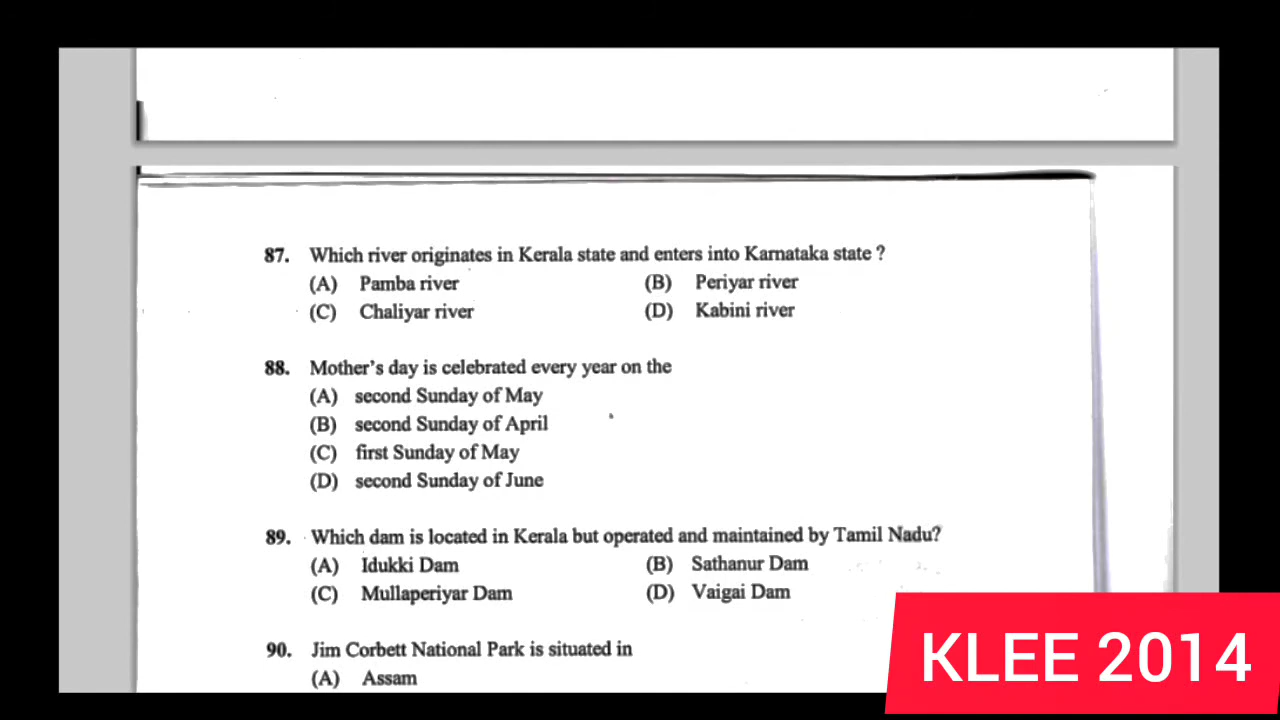 87. Which river originates in Kerala state and enters into Karnataka state ?
(A) Pamba river (B) Periyar river
(C) Chaliyar river (D) Kabini river
88. Mother's day is celebrated every year on the
(A) second Sunday of May
(B) second Sunday of April
(C) first Sunday of May
(D) second Sunday of June
89. Which dam is located in Kerala but operated and maintained by Tamil Nadu?
(A) Idukki Dam (B) Sathanur Dam
(C) Mullaperiyar Dam (D) Vaigai Dam
90. Jim Corbett National Park is situated in
(A) Assam
KLEE 2014